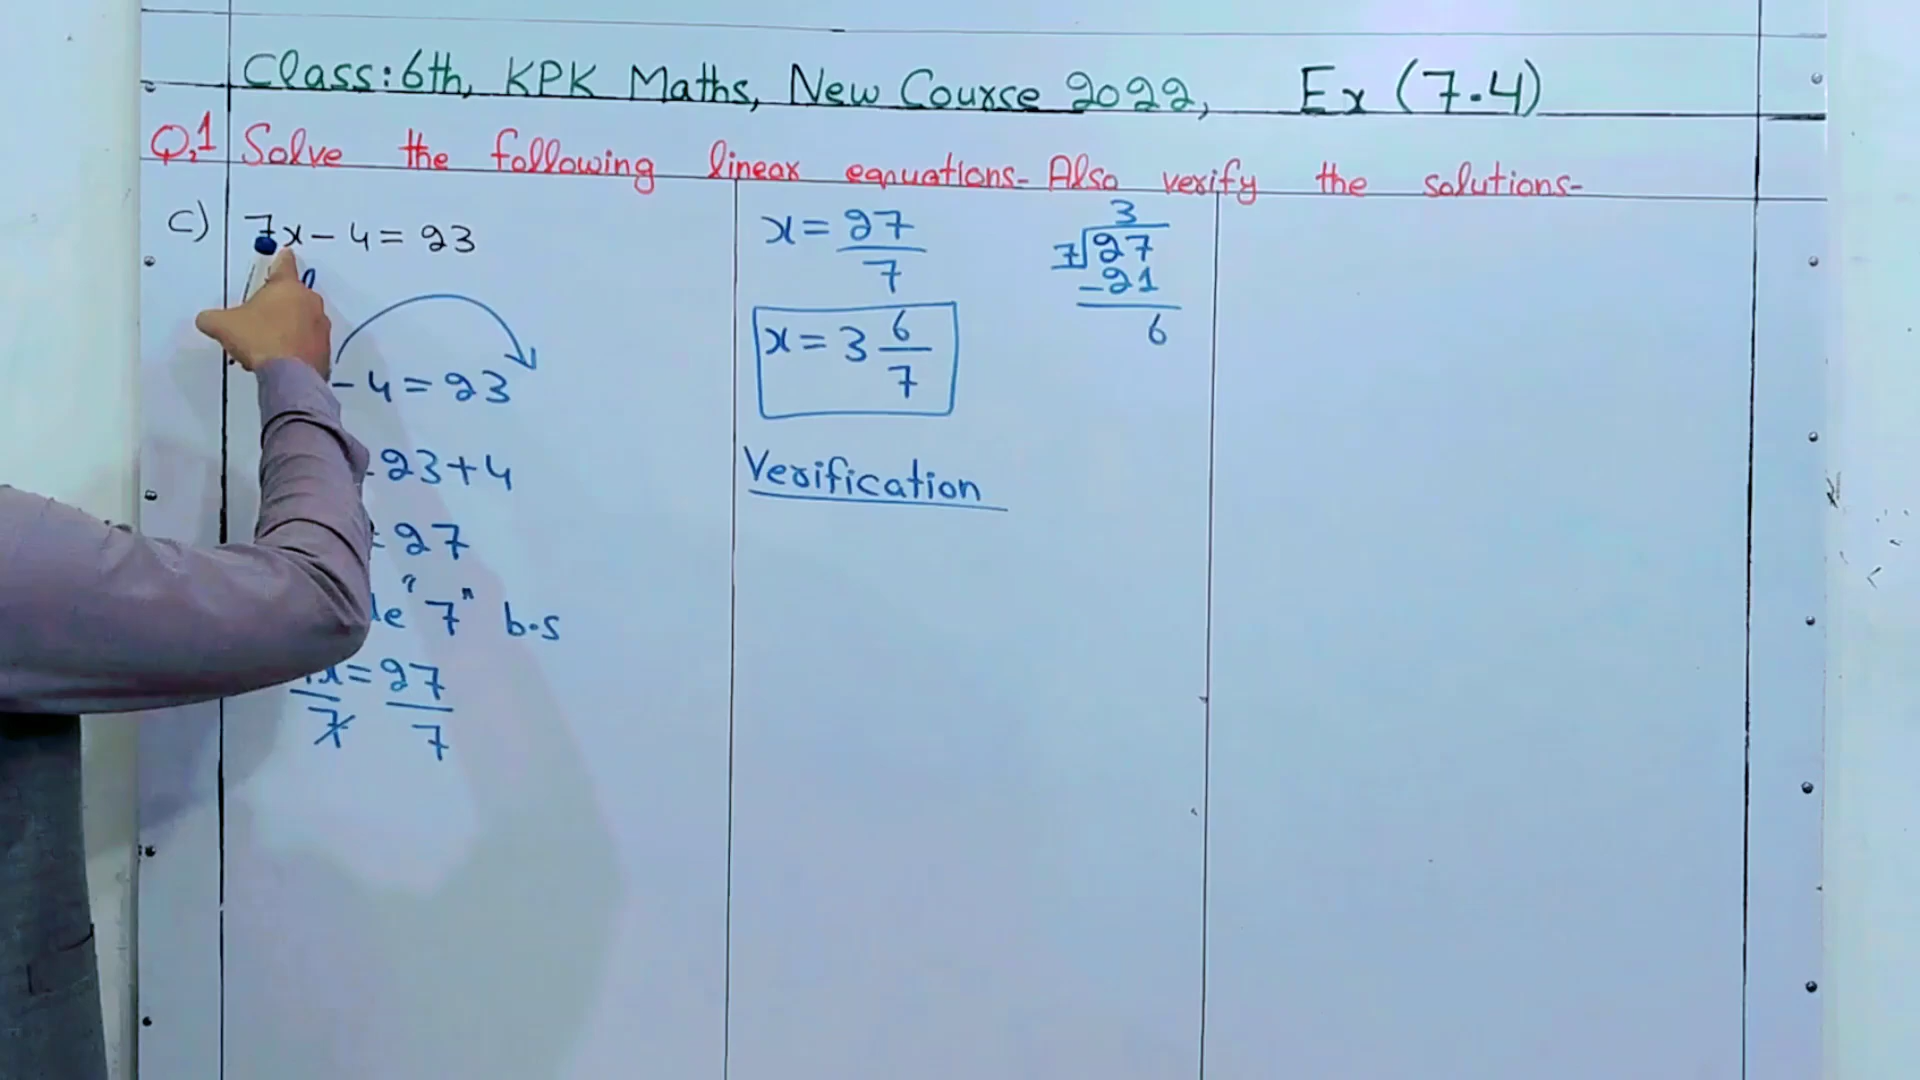 Class: 6th, KPK Maths, New Course 2022, Ex (7.4)
Q.1 Solve the following linear equations- Also verify the solutions-
c) 7x - 4 = 23
- 4 = 23
23 + 4
= 27
"7" b.s
x = 27
7 7
x = 27
7
x = 3 6
7
3
7 27
- 21
6
Verification